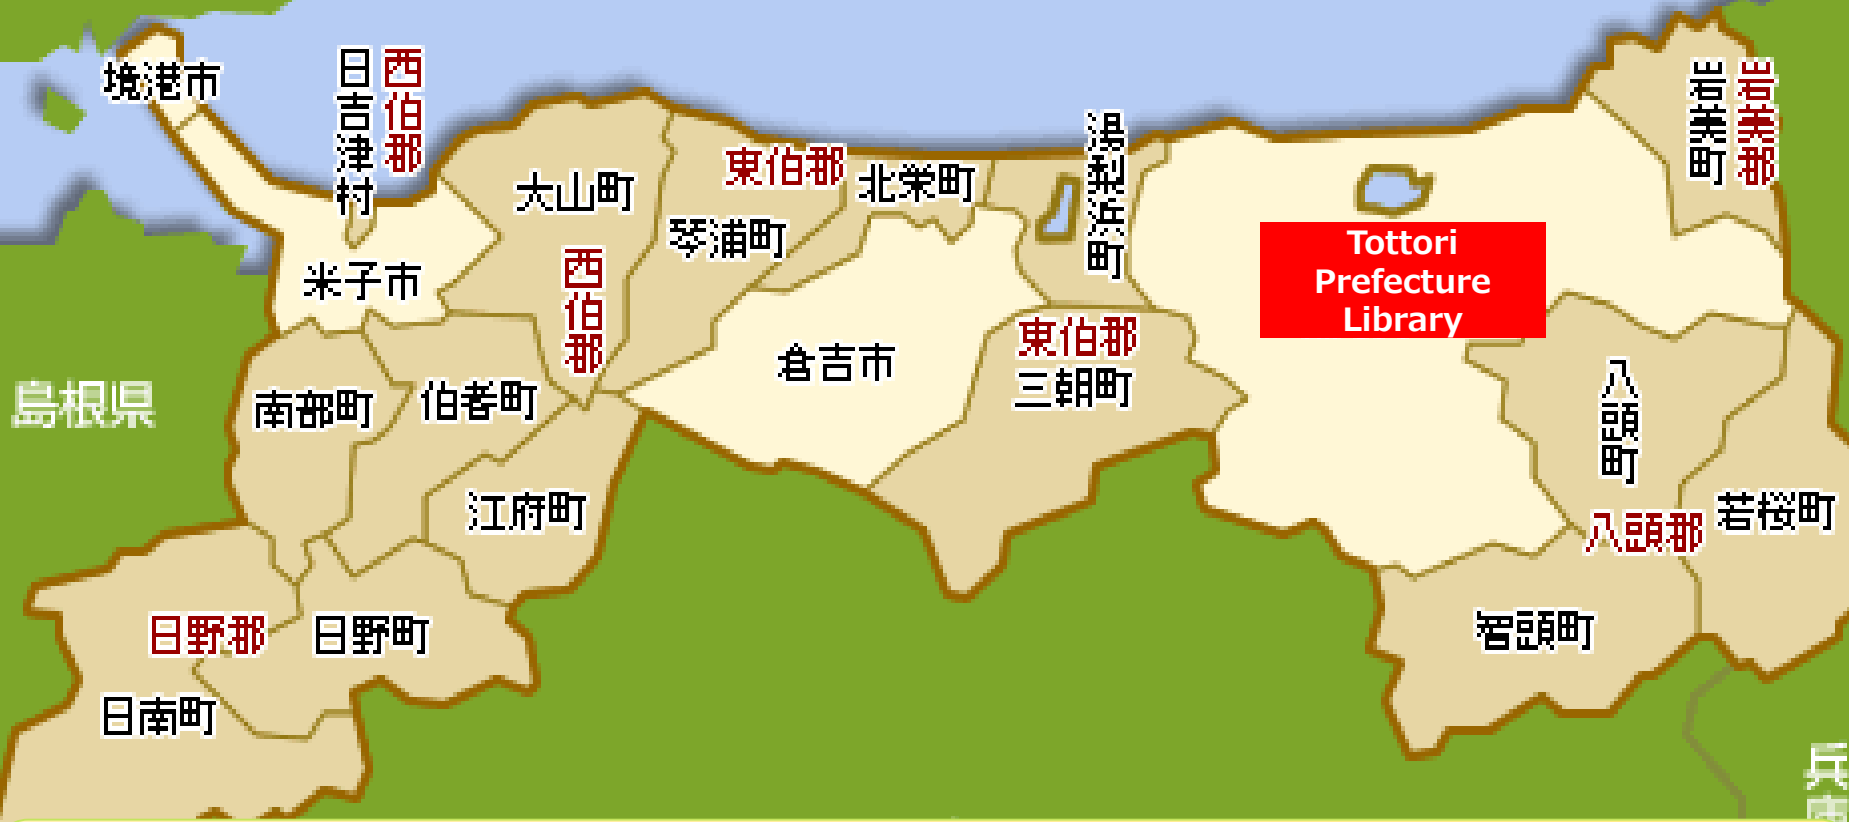 境港市
日吉津村
西伯郡
米子市
大山町
西伯郡
東伯郡
琴浦町
北栄町
湯梨浜町
倉吉市
東伯郡
三朝町
Tottori
Prefecture
Library
岩美町
岩美郡
八頭町
八頭郡
若桜町
智頭町
島根県
南部町
伯耆町
江府町
日野郡
日野町
日南町
兵